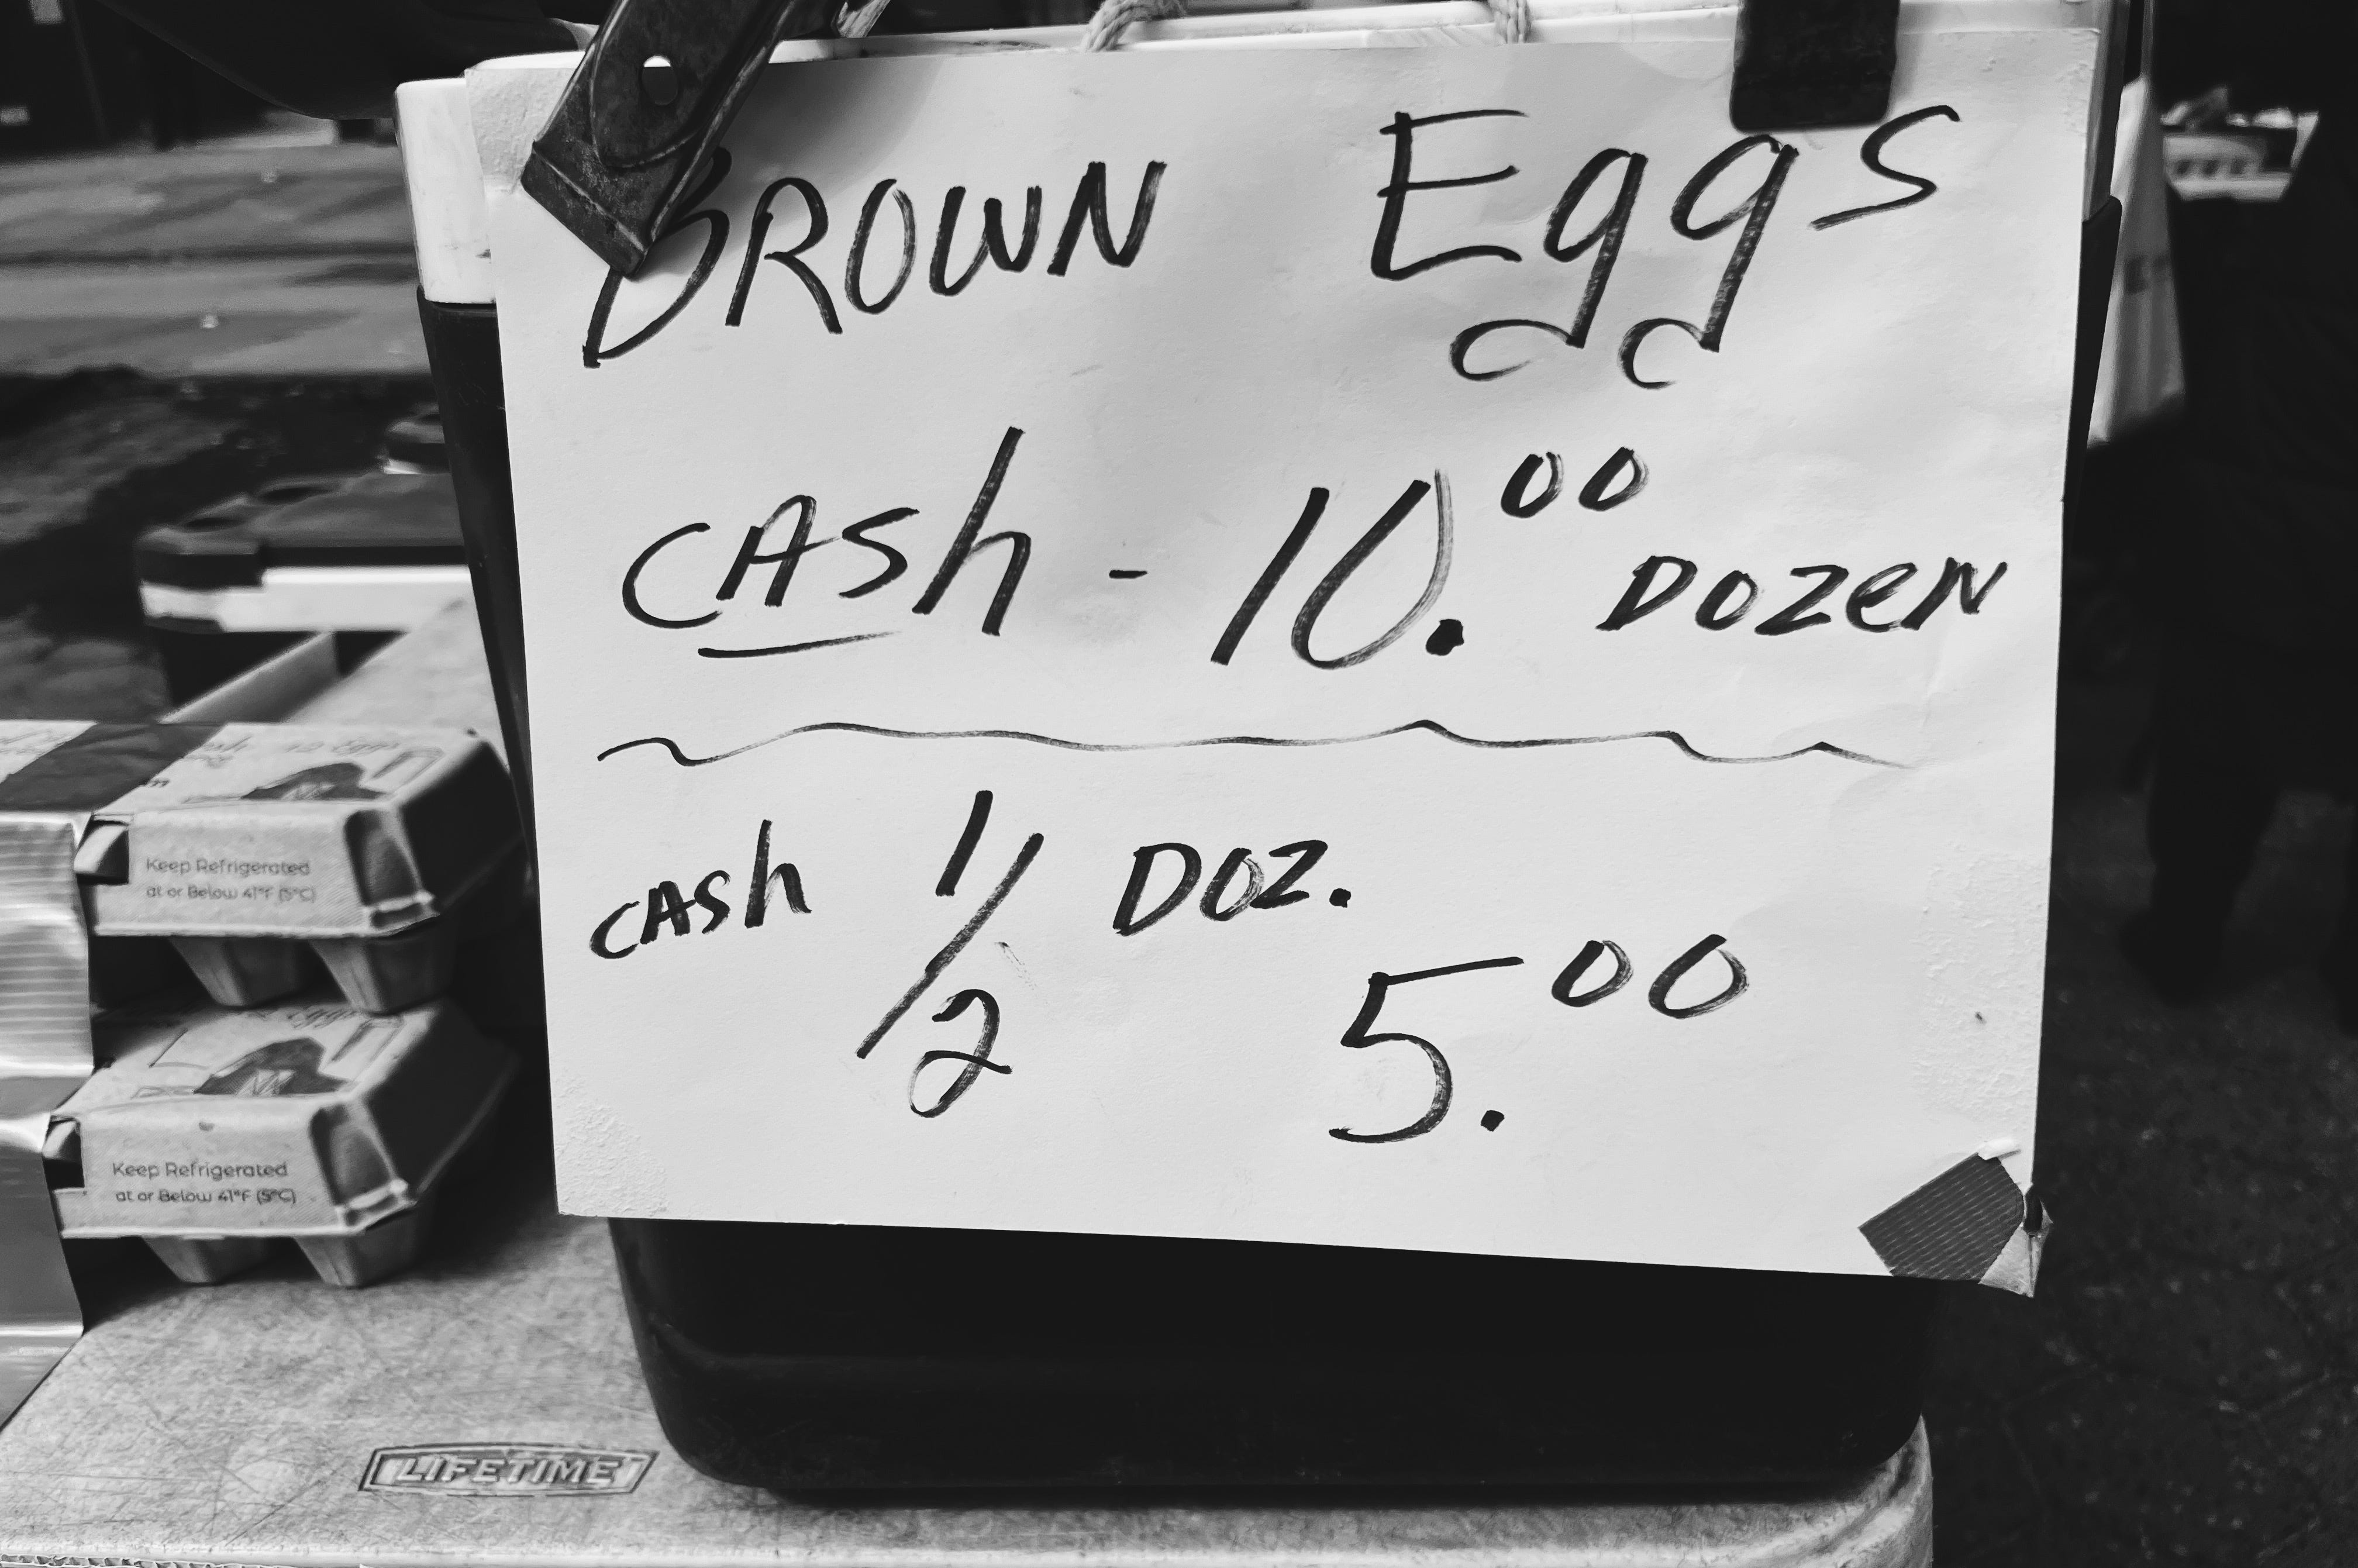 BROWN Eggs
CASh - 10.00 DOZeN
CASh 1/2 DOZ.
5.00
Keep Refrigerated
at or Below 41°F (5°C)
Keep Refrigerated
at or Below 41°F (5°C)
LIFETIME